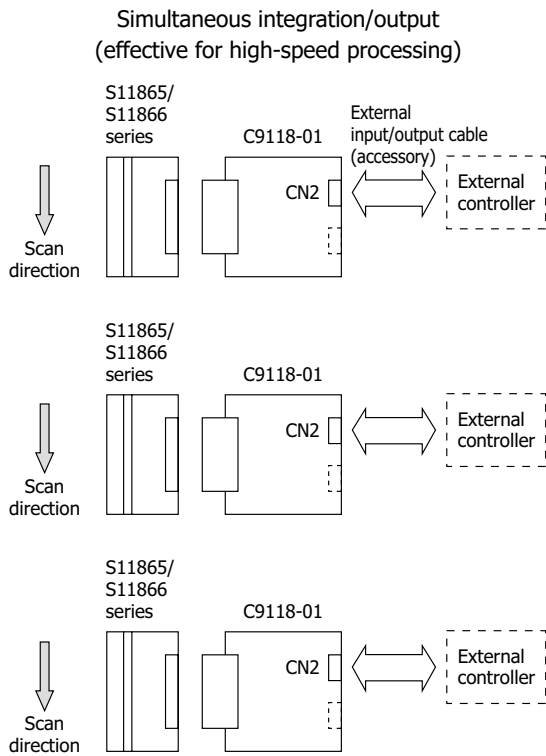 Simultaneous integration/output
(effective for high-speed processing)
S11865/
S11866
series
C9118-01
External
input/output cable
(accessory)
CN2
External
controller
Scan
direction
S11865/
S11866
series
C9118-01
CN2
External
controller
Scan
direction
S11865/
S11866
series
C9118-01
CN2
External
controller
Scan
direction